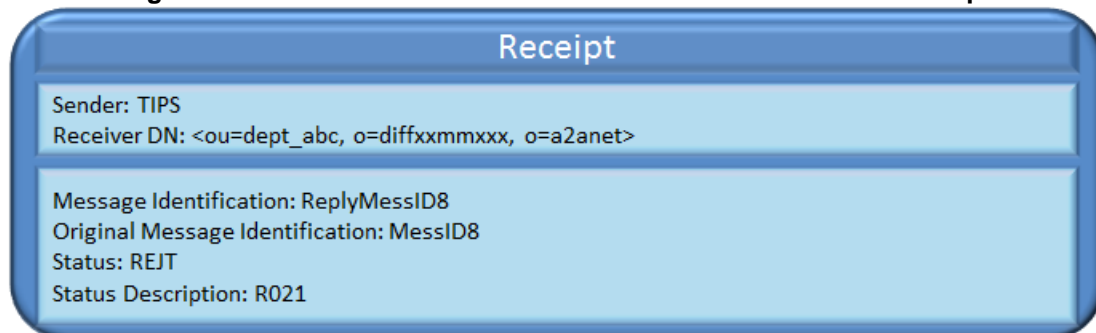 Receipt
Sender: TIPS
Receiver DN: <ou=dept_abc, o=diffxxmmxxx, o=a2anet>
Message Identification: ReplyMessID8
Original Message Identification: MessID8
Status: REJT
Status Description: R021